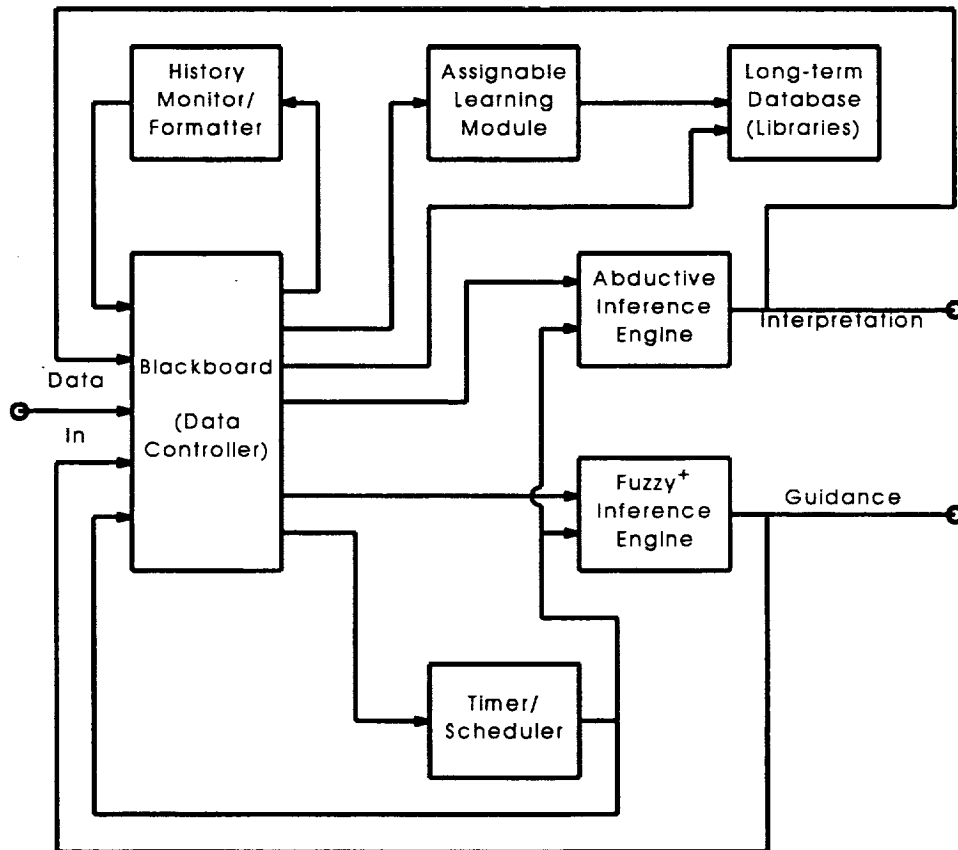 History
Monitor/
Formatter
Assignable
Learning
Module
Long-term
Database
(Libraries)
Abductive
Inference
Engine
Interpretation
Blackboard
(Data
Controller)
Data
In
Fuzzy+
Inference
Engine
Guidance
Timer/
Scheduler